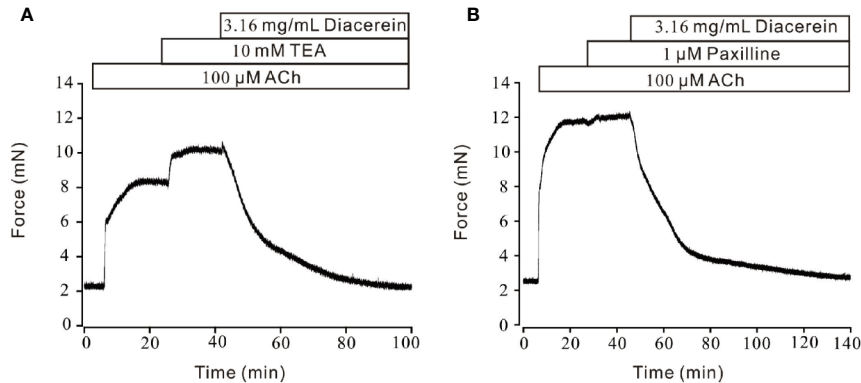 A
3.16 mg/mL Diacerein
10 mM TEA
100 µM ACh
14
12
10
8
6
4
2
0
Force (mN)
0 20 40 60 80 100
Time (min)
B
3.16 mg/mL Diacerein
1 µM Paxilline
100 µM ACh
14
12
10
8
6
4
2
0
Force (mN)
0 20 40 60 80 100 120 140
Time (min)